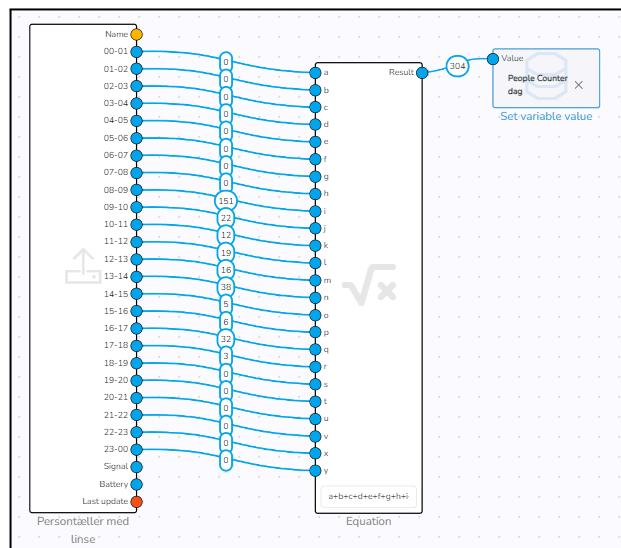 Name
00-01
01-02
02-03
03-04
04-05
05-06
06-07
07-08
08-09
09-10
10-11
11-12
12-13
13-14
14-15
15-16
16-17
17-18
18-19
19-20
20-21
21-22
22-23
23-00
Signal
Battery
Last update
Persontæller med
linse
0
0
0
0
0
0
0
0
151
22
12
19
16
38
5
6
32
3
0
0
0
0
0
0
a
b
c
d
e
f
g
h
i
j
k
l
m
n
o
p
q
r
s
t
u
v
x
y
Result
a+b+c+d+e+f+g+h+i
Equation
304
Value
People Counter
dag
Set variable value